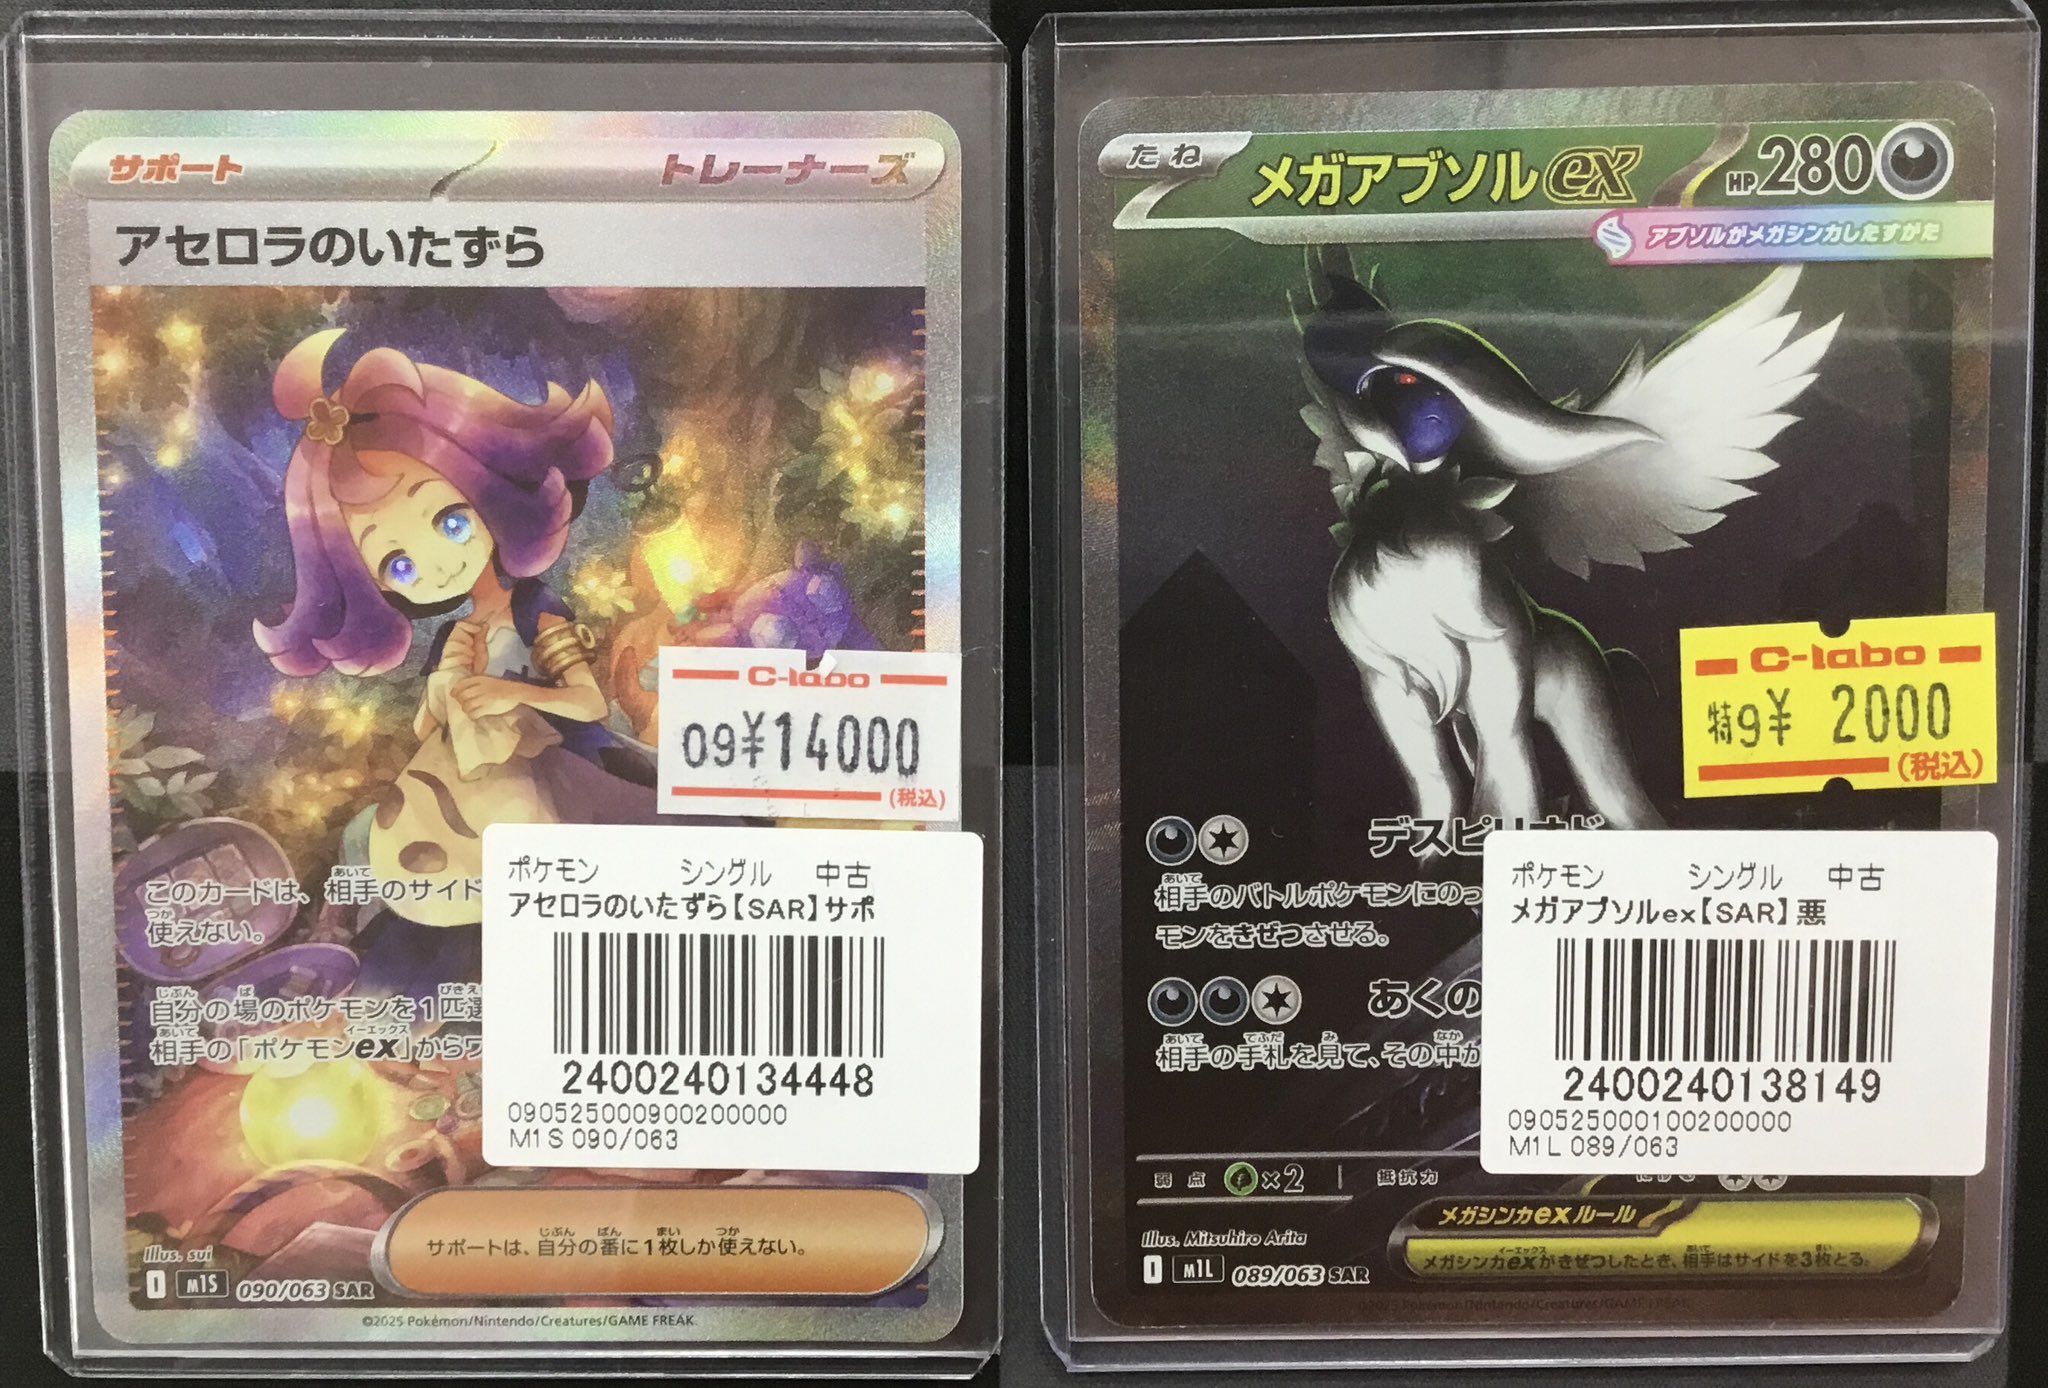 サポート
トレーナーズ
アセロラのいたずら
C-labo
09¥14000
(税込)
ポケモン シングル 中古
アセロラのいたずら【SAR】サポ
2400240134448
090525000900200000
M1S 090/063
このカードは、相手のサイド
使えない。
自分の場のポケモンを1匹選
相手の「ポケモンex」からワ
サポートは、自分の番に1枚しか使えない。
Illus. sui
I M1S 090/063 SAR
©2025 Pokémon/Nintendo/Creatures/GAME FREAK.
たね
メガアブソルex
HP280
アブソルがメガシンカしたすがた
C-labo
特9¥ 2000
(税込)
デスピリオド
相手のバトルポケモンにのっ
モンをきぜつさせる。
あくの
相手の手札を見て、その中か
ポケモン シングル 中古
メガアブソルex【SAR】悪
2400240138149
090525000100200000
M1L 089/063
弱点 ×2 抵抗力
メガシンカexルール
メガシンカexがきぜつしたとき、相手はサイドを3枚とる。
Illus. Mitsuhiro Arita
I M1L 089/063 SAR
©2025 Pokémon/Nintendo/Creatures/GAME FREAK.